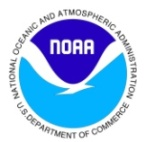 NATIONAL OCEANIC AND ATMOSPHERIC ADMINISTRATION
NOAA
U.S. DEPARTMENT OF COMMERCE